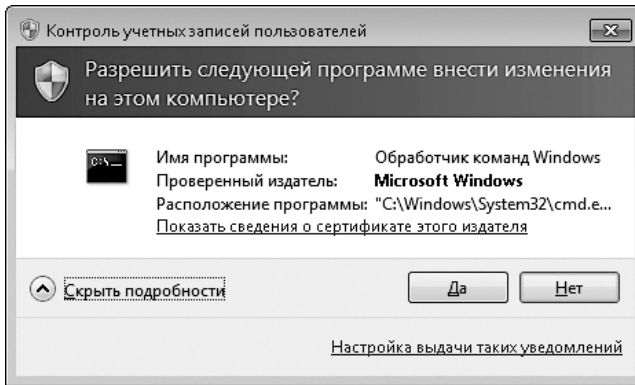 Контроль учетных записей пользователей
Разрешить следующей программе внести изменения
на этом компьютере?
C:\_
Имя программы: Обработчик команд Windows
Проверенный издатель: Microsoft Windows
Расположение программы: "C:\Windows\System32\cmd.e...
Показать сведения о сертификате этого издателя
Скрыть подробности Да Нет
Настройка выдачи таких уведомлений